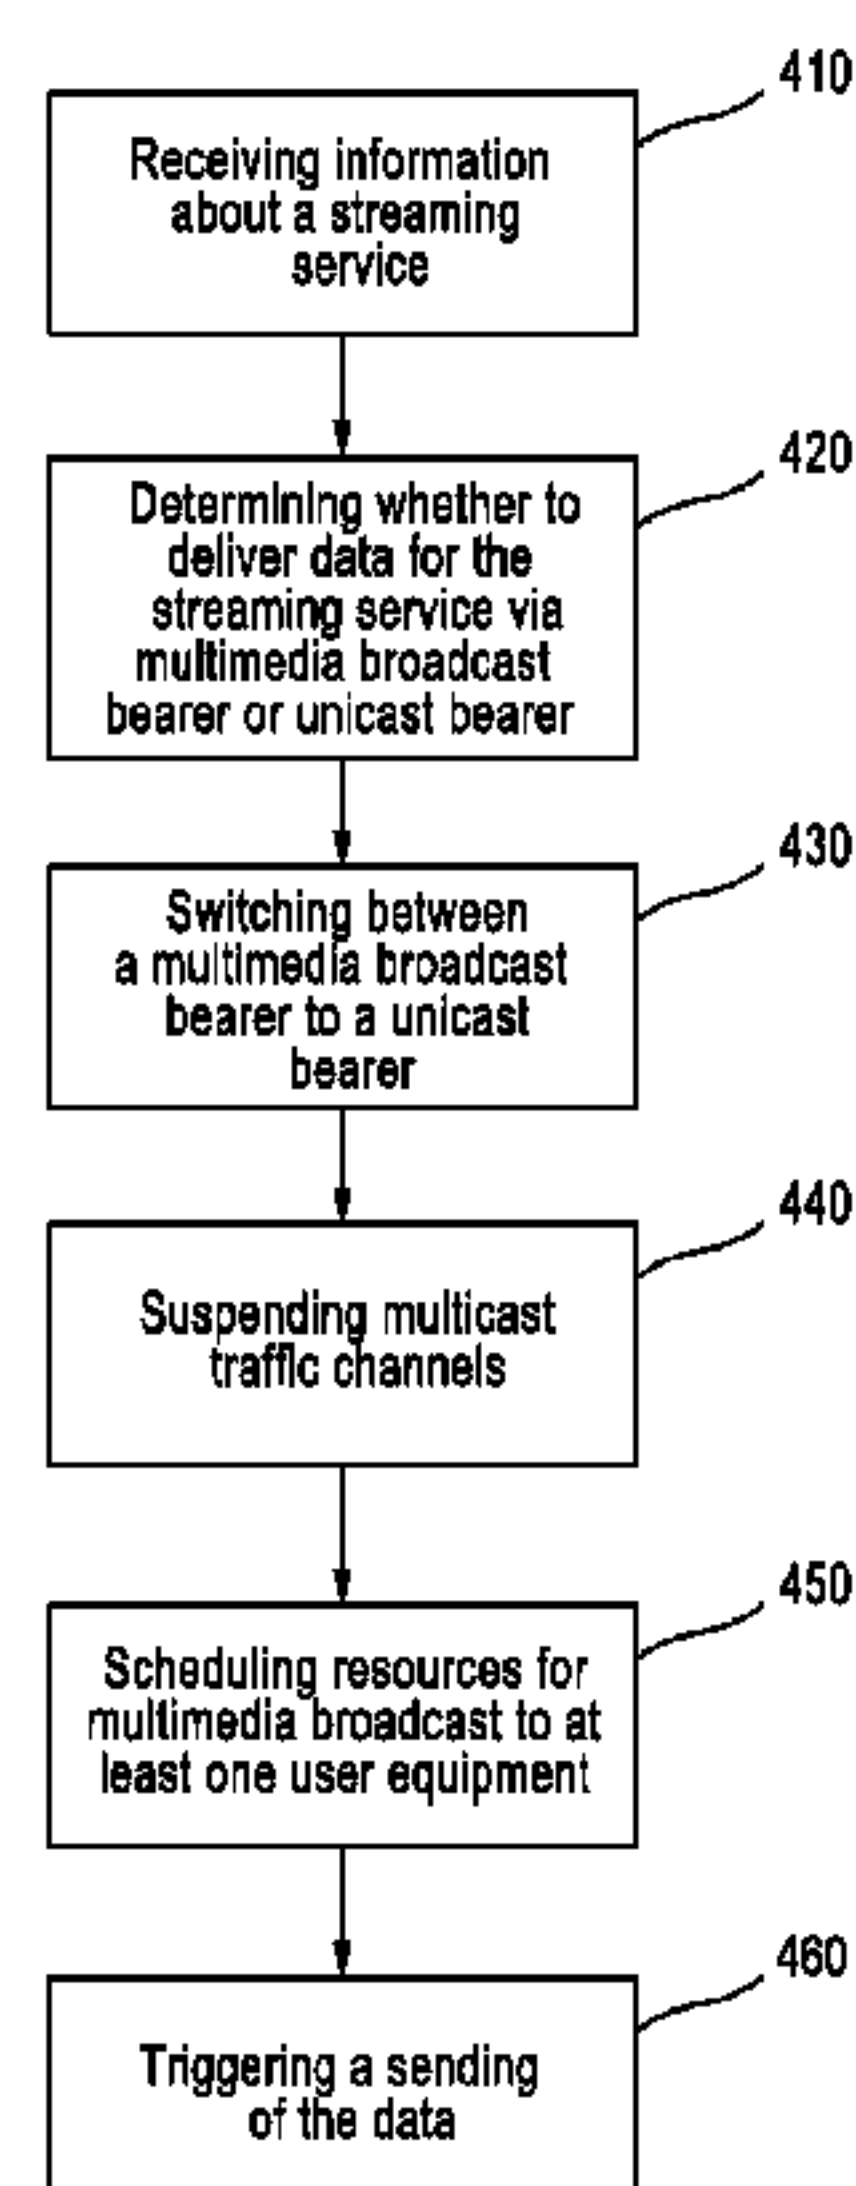 410
Receiving information
about a streaming
service
420
Determining whether to
deliver data for the
streaming service via
multimedia broadcast
bearer or unicast bearer
430
Switching between
a multimedia broadcast
bearer to a unicast
bearer
440
Suspending multicast
traffic channels
450
Scheduling resources for
multimedia broadcast to at
least one user equipment
460
Triggering a sending
of the data